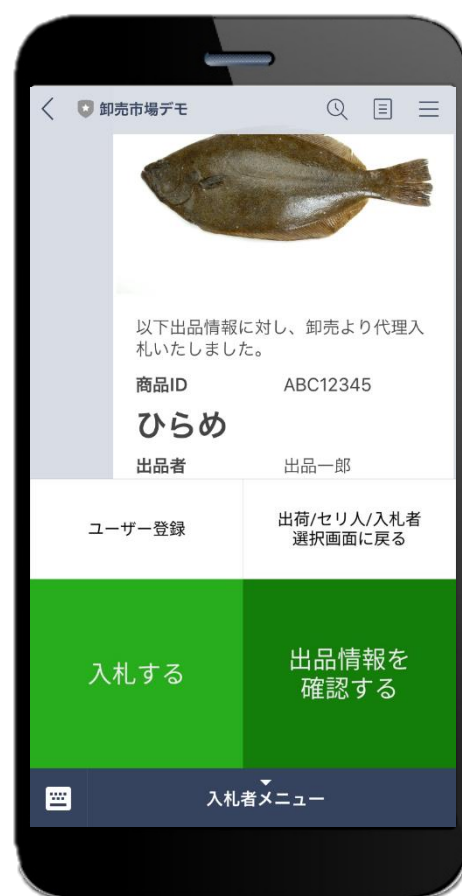 卸売市場デモ
以下出品情報に対し、卸売より代理入
札いたしました。
商品ID ABC12345
ひらめ
出品者 出品一郎
ユーザー登録
出荷/セリ人/入札者
選択画面に戻る
入札する
出品情報を
確認する
入札者メニュー